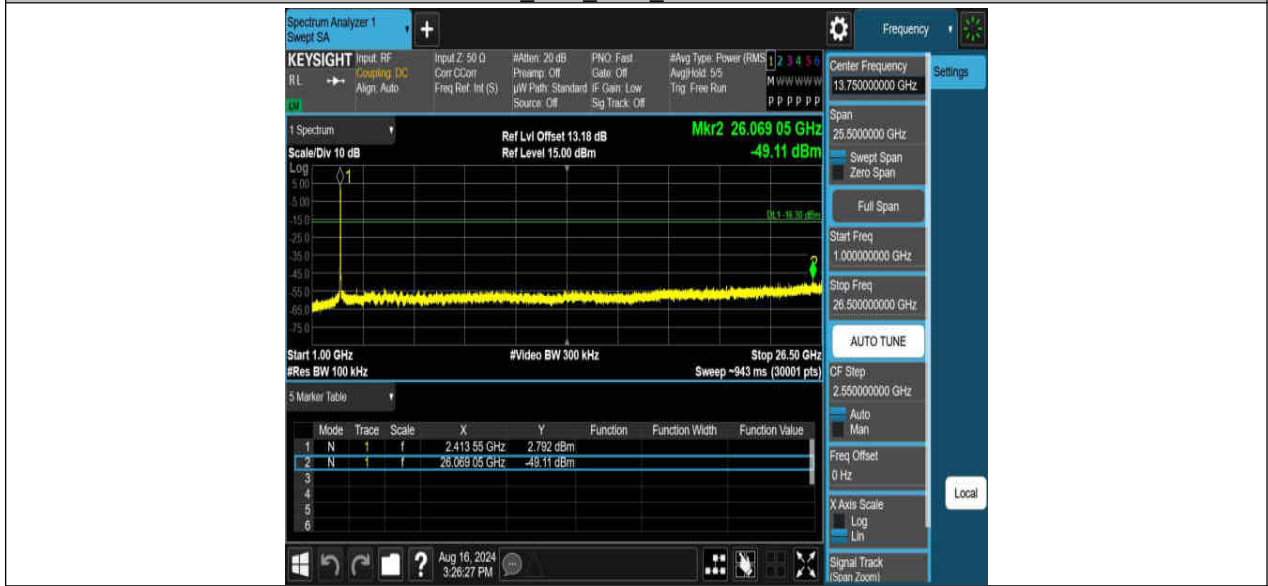 Spectrum Analyzer 1
Swept SA
+
Frequency
KEYSIGHT
RL
Input: RF
Coupling: DC
Align: Auto
Input Z: 50 Ω
Corr CCorr
Freq Ref: Int (S)
#Atten: 20 dB
Preamp: Off
µW Path: Standard
Source: Off
PNO: Fast
Gate: Off
IF Gain: Low
Sig Track: Off
#Avg Type: Power (RMS
Avg|Hold: 5/5
Trig: Free Run
1 2 3 4 5 6
M W W W W W
P P P P P P
1 Spectrum
Scale/Div 10 dB
Ref Lvl Offset 13.18 dB
Ref Level 15.00 dBm
Mkr2 26.069 05 GHz
-49.11 dBm
Log
5.00
-5.00
-15.0
-25.0
-35.0
-45.0
-55.0
-65.0
-75.0
1
2
DL1 -16.30 dBm
Start 1.00 GHz
#Res BW 100 kHz
#Video BW 300 kHz
Stop 26.50 GHz
Sweep ~943 ms (30001 pts)
5 Marker Table
Mode Trace Scale X Y Function Function Width Function Value
1 N 1 f 2.413 55 GHz 2.792 dBm
2 N 1 f 26.069 05 GHz -49.11 dBm
3
4
5
6
Aug 16, 2024
3:26:27 PM
Center Frequency
13.750000000 GHz
Span
25.5000000 GHz
Swept Span
Zero Span
Full Span
Start Freq
1.000000000 GHz
Stop Freq
26.500000000 GHz
AUTO TUNE
CF Step
2.550000000 GHz
Auto
Man
Freq Offset
0 Hz
X Axis Scale
Log
Lin
Signal Track
(Span Zoom)
Settings
Local